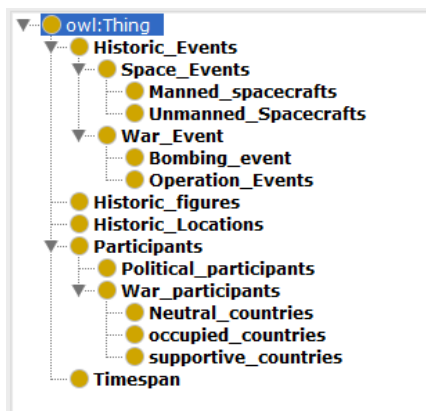 owl:Thing
Historic_Events
Space_Events
Manned_spacecrafts
Unmanned_Spacecrafts
War_Event
Bombing_event
Operation_Events
Historic_figures
Historic_Locations
Participants
Political_participants
War_participants
Neutral_countries
occupied_countries
supportive_countries
Timespan